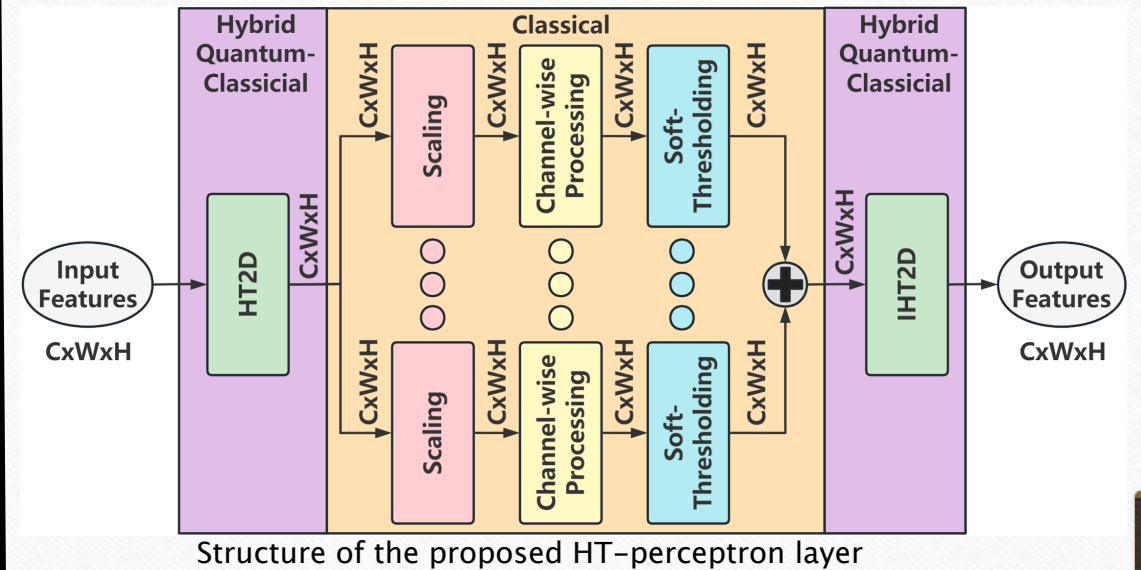 Hybrid
Quantum-
Classicial
Classical
Hybrid
Quantum-
Classicial
Input
Features
CxWxH
HT2D
CxWxH
CxWxH
Scaling
CxWxH
Channel-wise
Processing
CxWxH
Soft-
Thresholding
CxWxH
CxWxH
Scaling
CxWxH
Channel-wise
Processing
CxWxH
Soft-
Thresholding
CxWxH
CxWxH
IHT2D
Output
Features
CxWxH
Structure of the proposed HT-perceptron layer